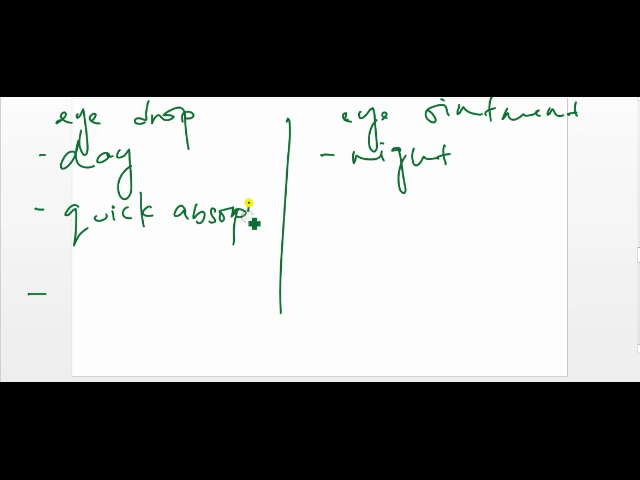 eye drop
eye ointment
- day
- night
- quick absorp
-